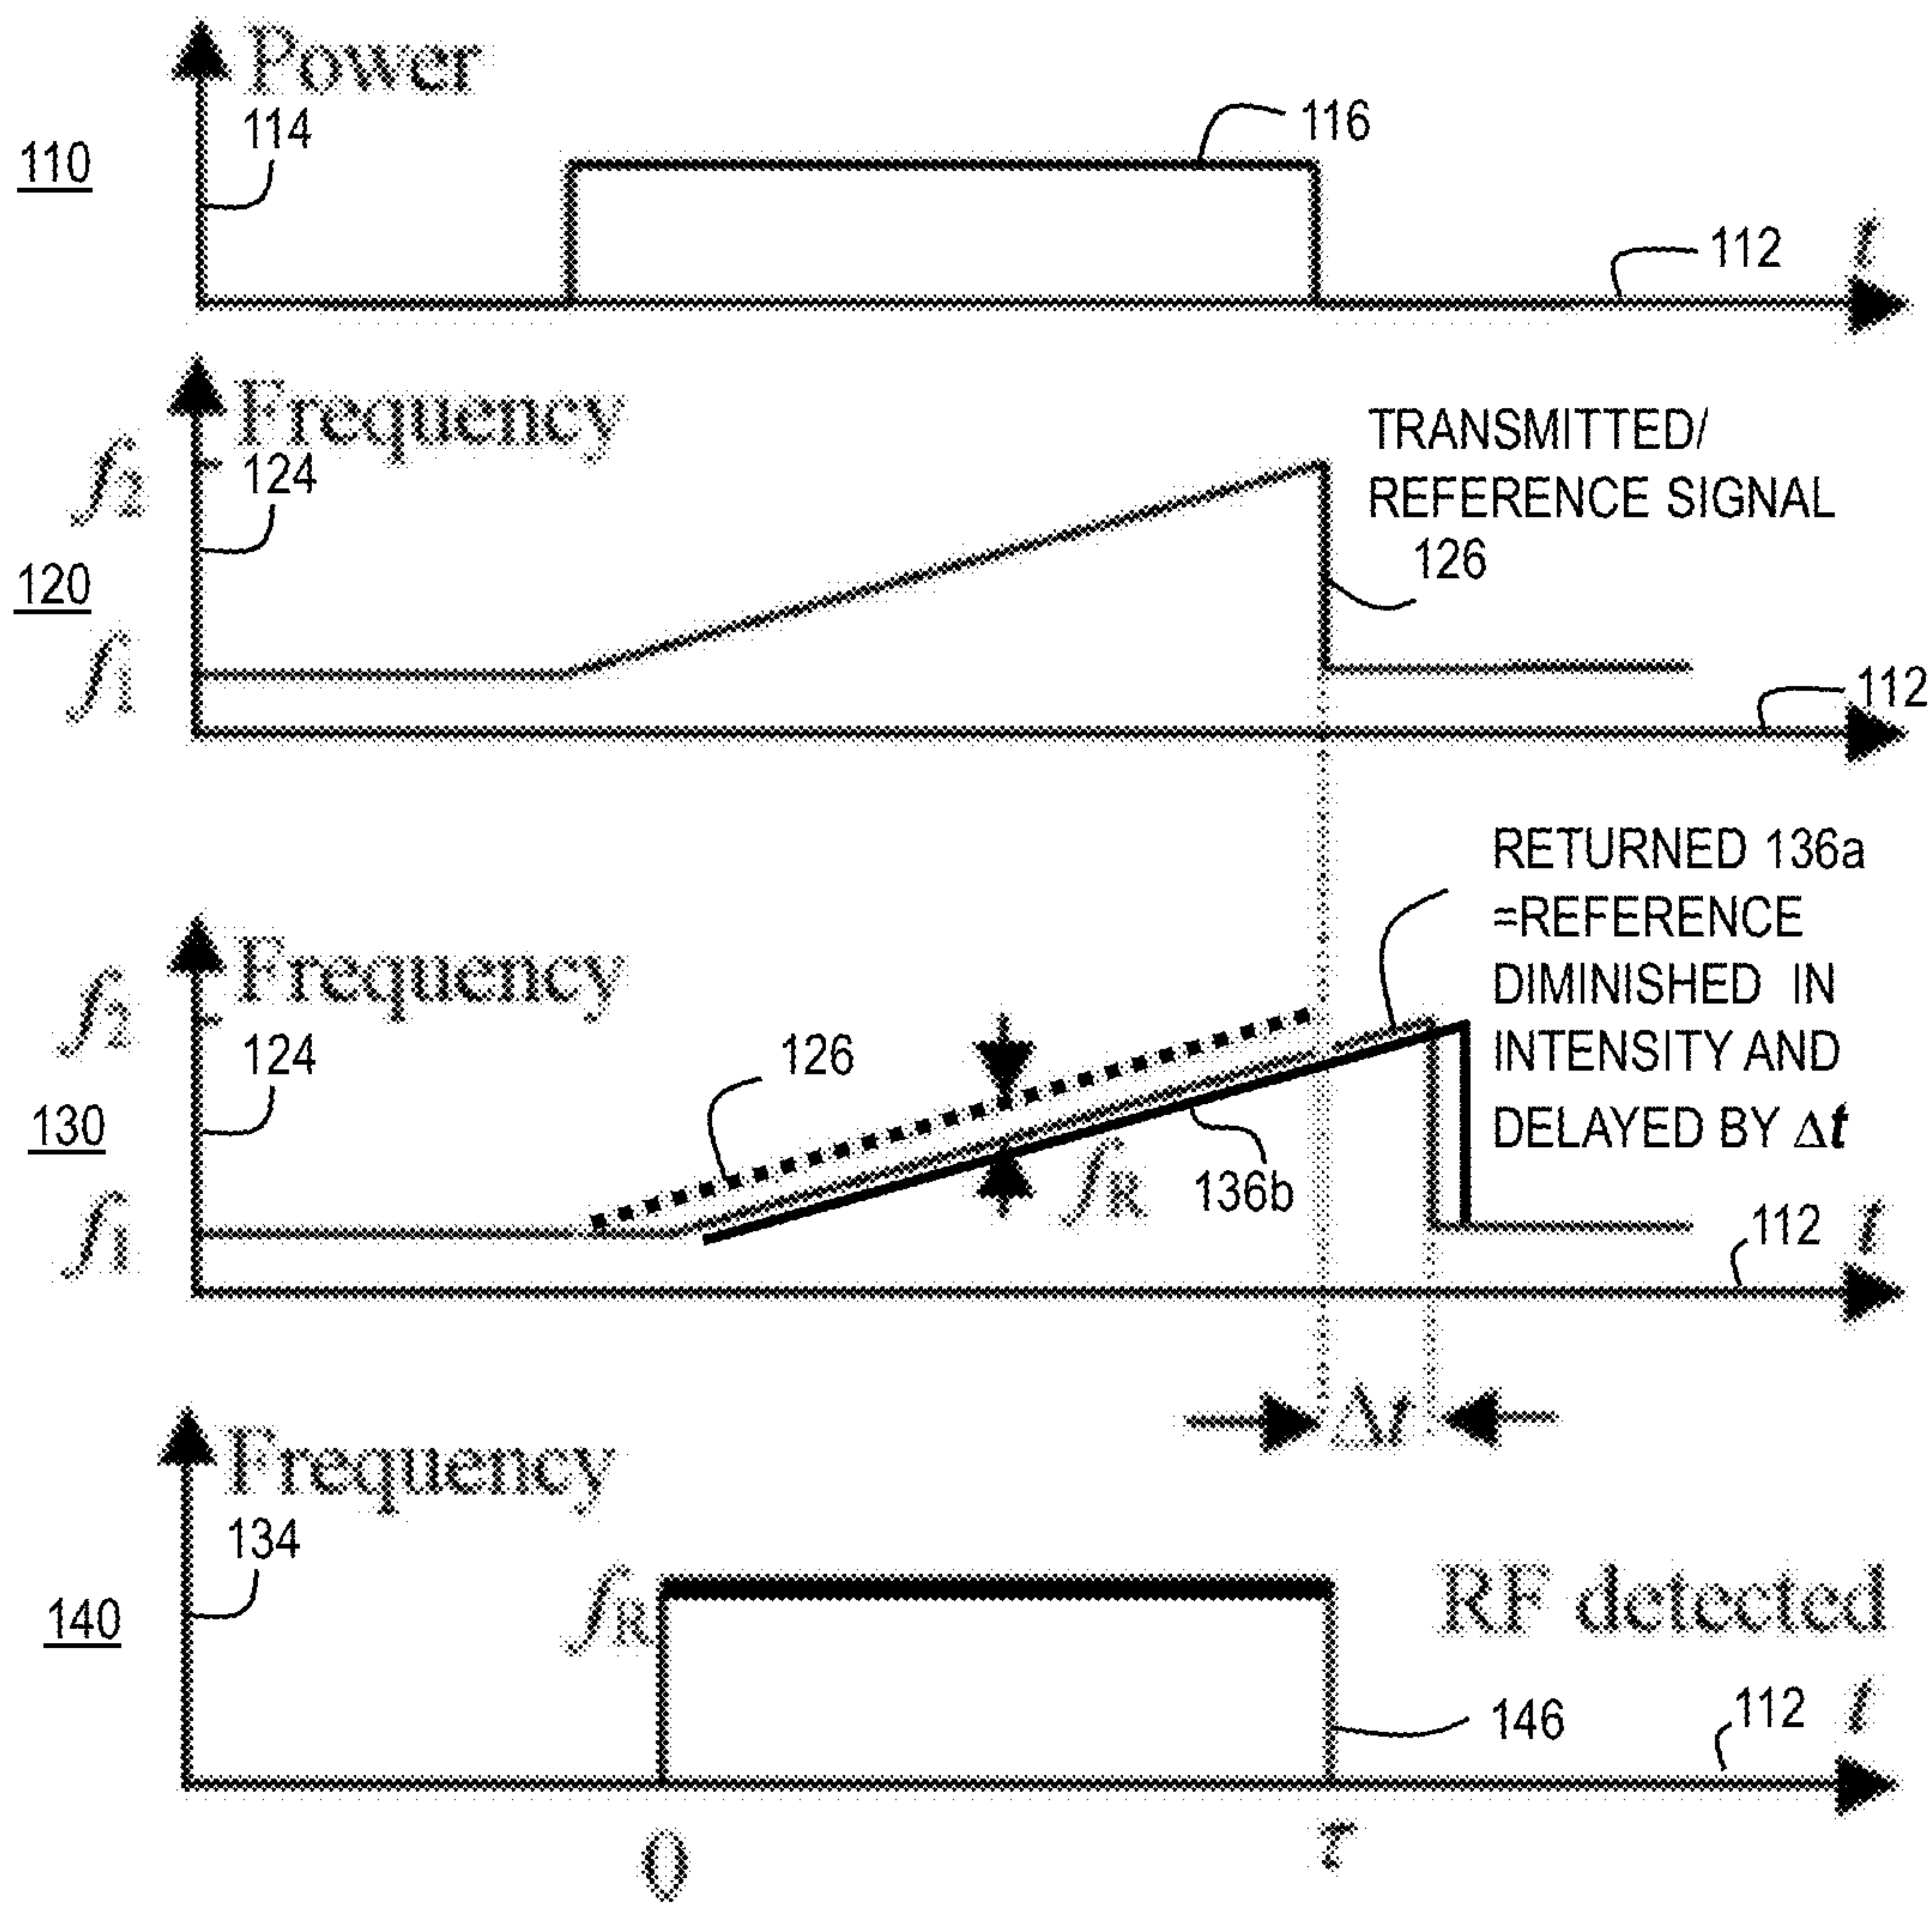 Power
114
116
110
t
112
Frequency
f2
124
TRANSMITTED/
REFERENCE SIGNAL
126
120
f1
112
RETURNED 136a
=REFERENCE
DIMINISHED IN
INTENSITY AND
DELAYED BY Δt
Frequency
f2
124
126
130
fR
136b
f1
112
t
Δt
Frequency
134
fR
RF detected
140
146
112
t
0
τ